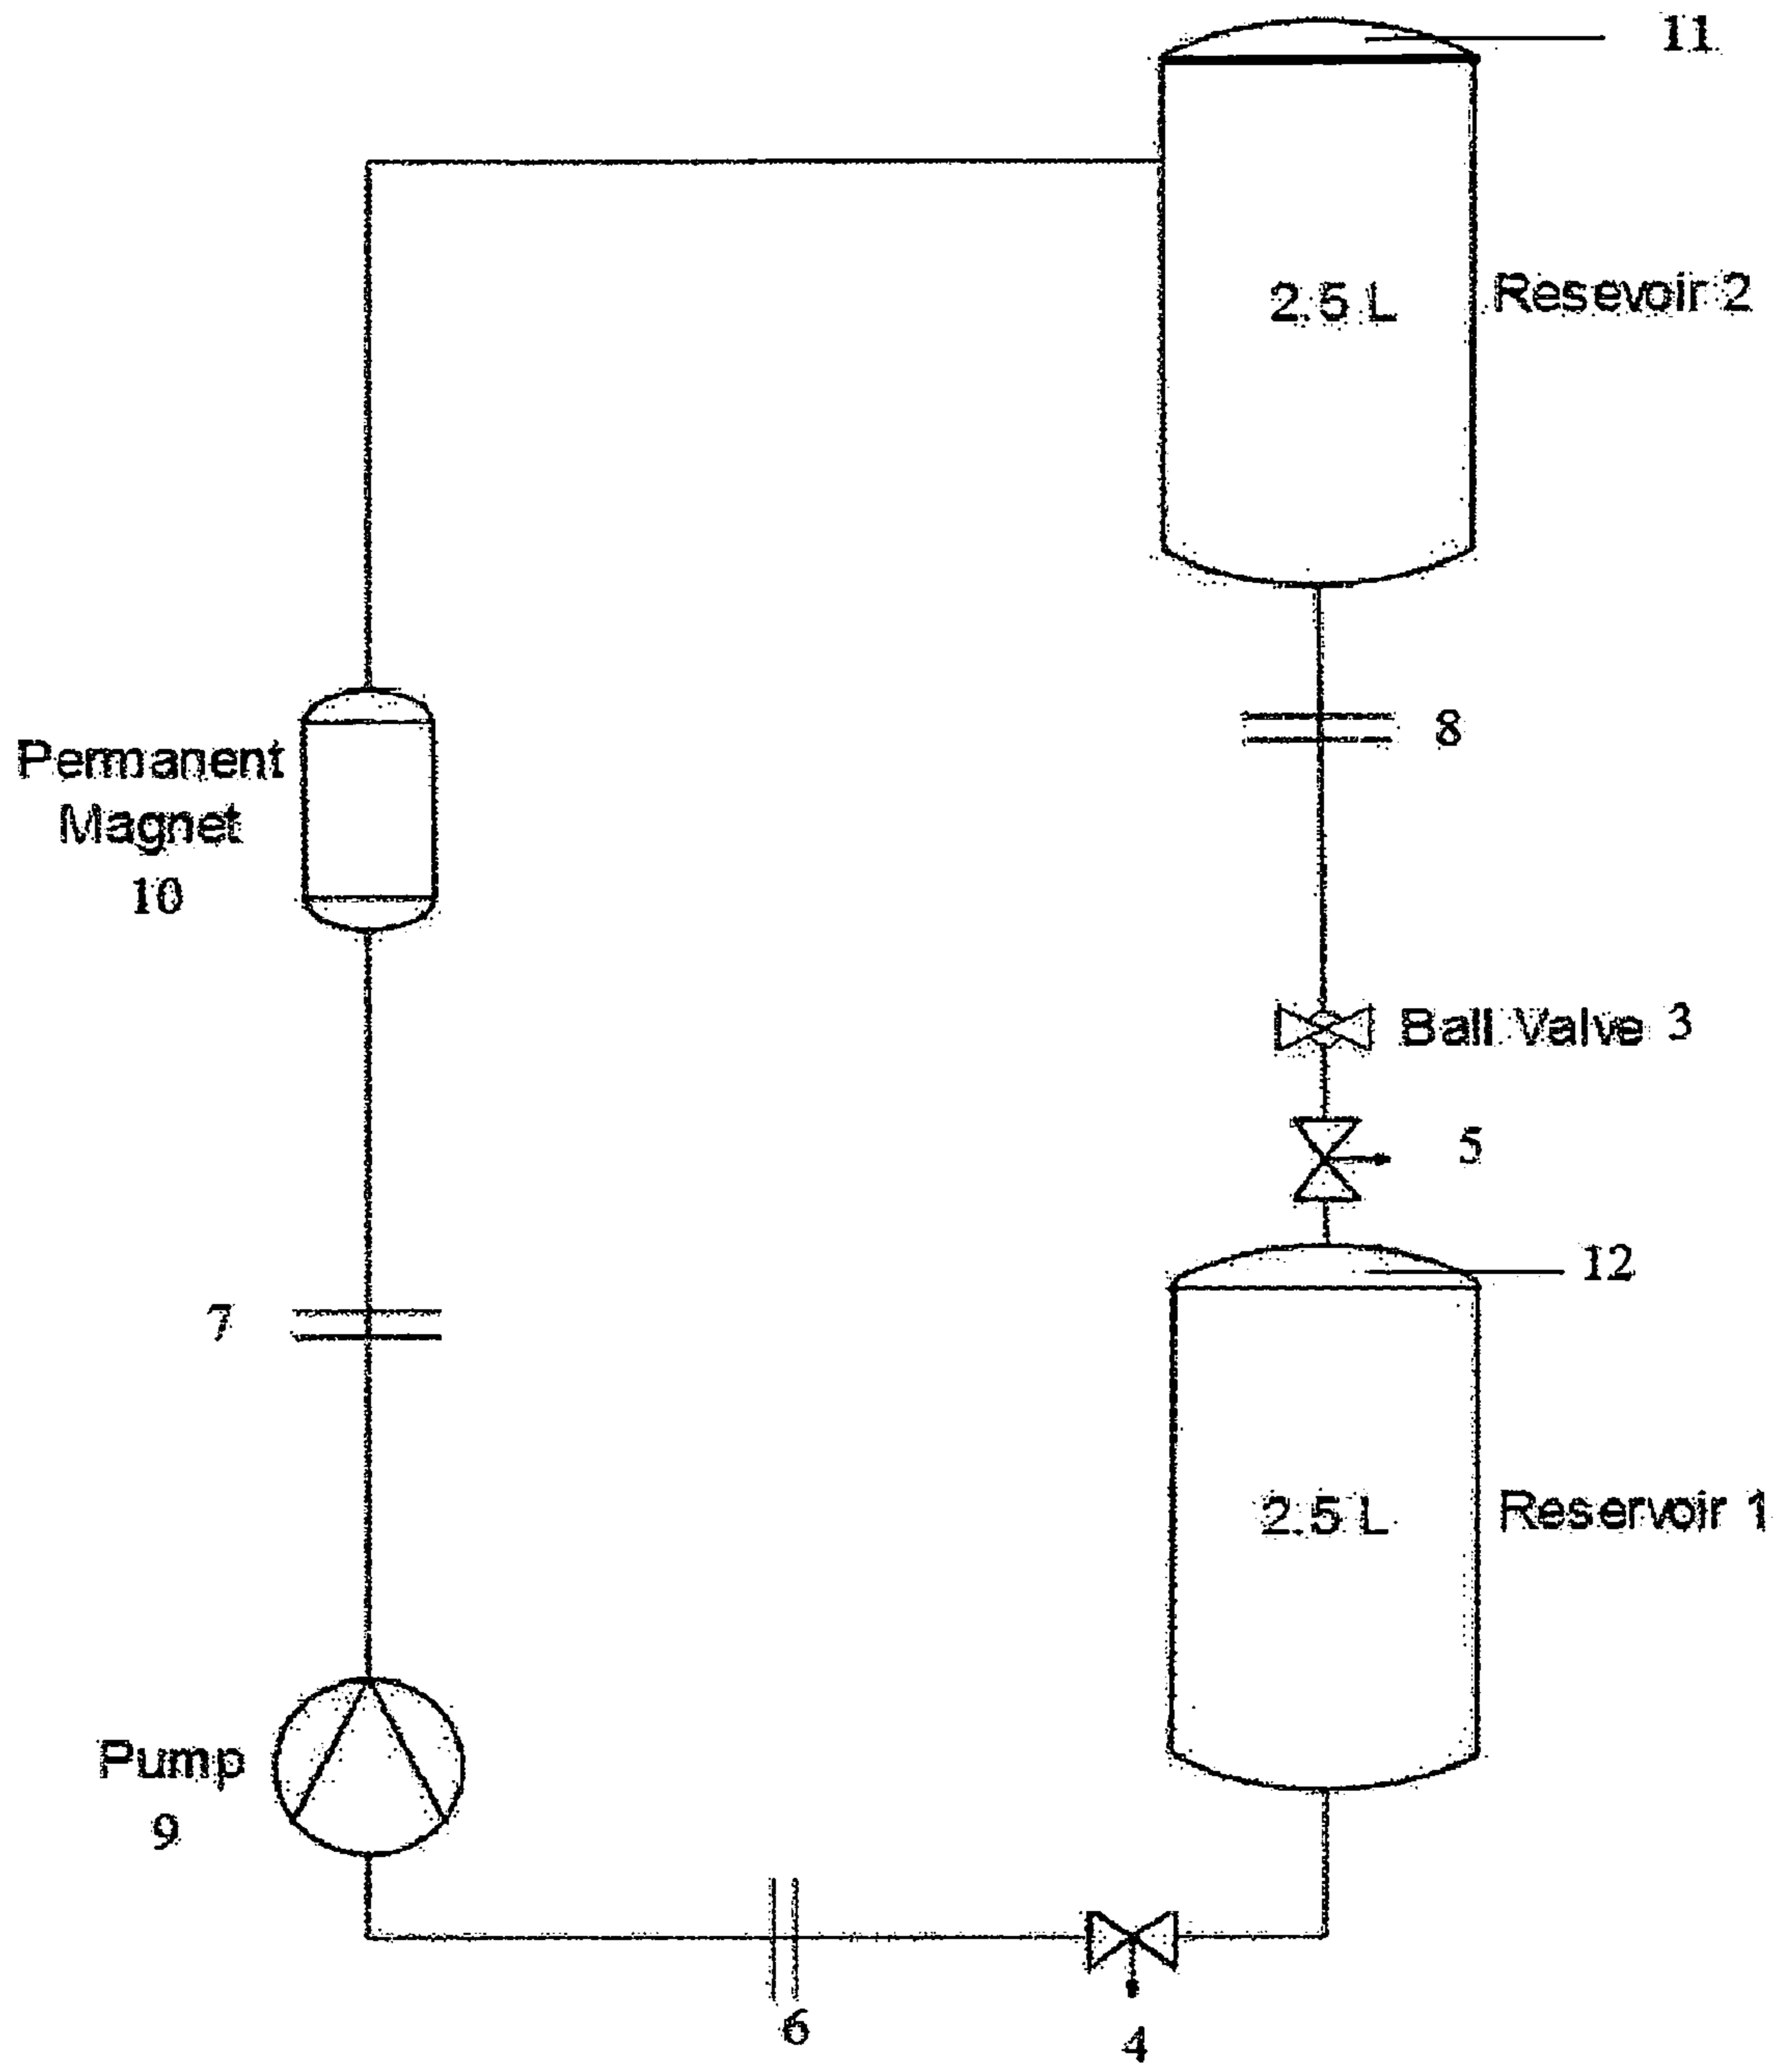 11
2.5 L
Resevoir 2
8
Permanent
Magnet
10
Ball Valve 3
5
12
7
2.5 L
Reservoir 1
Pump
9
6
4